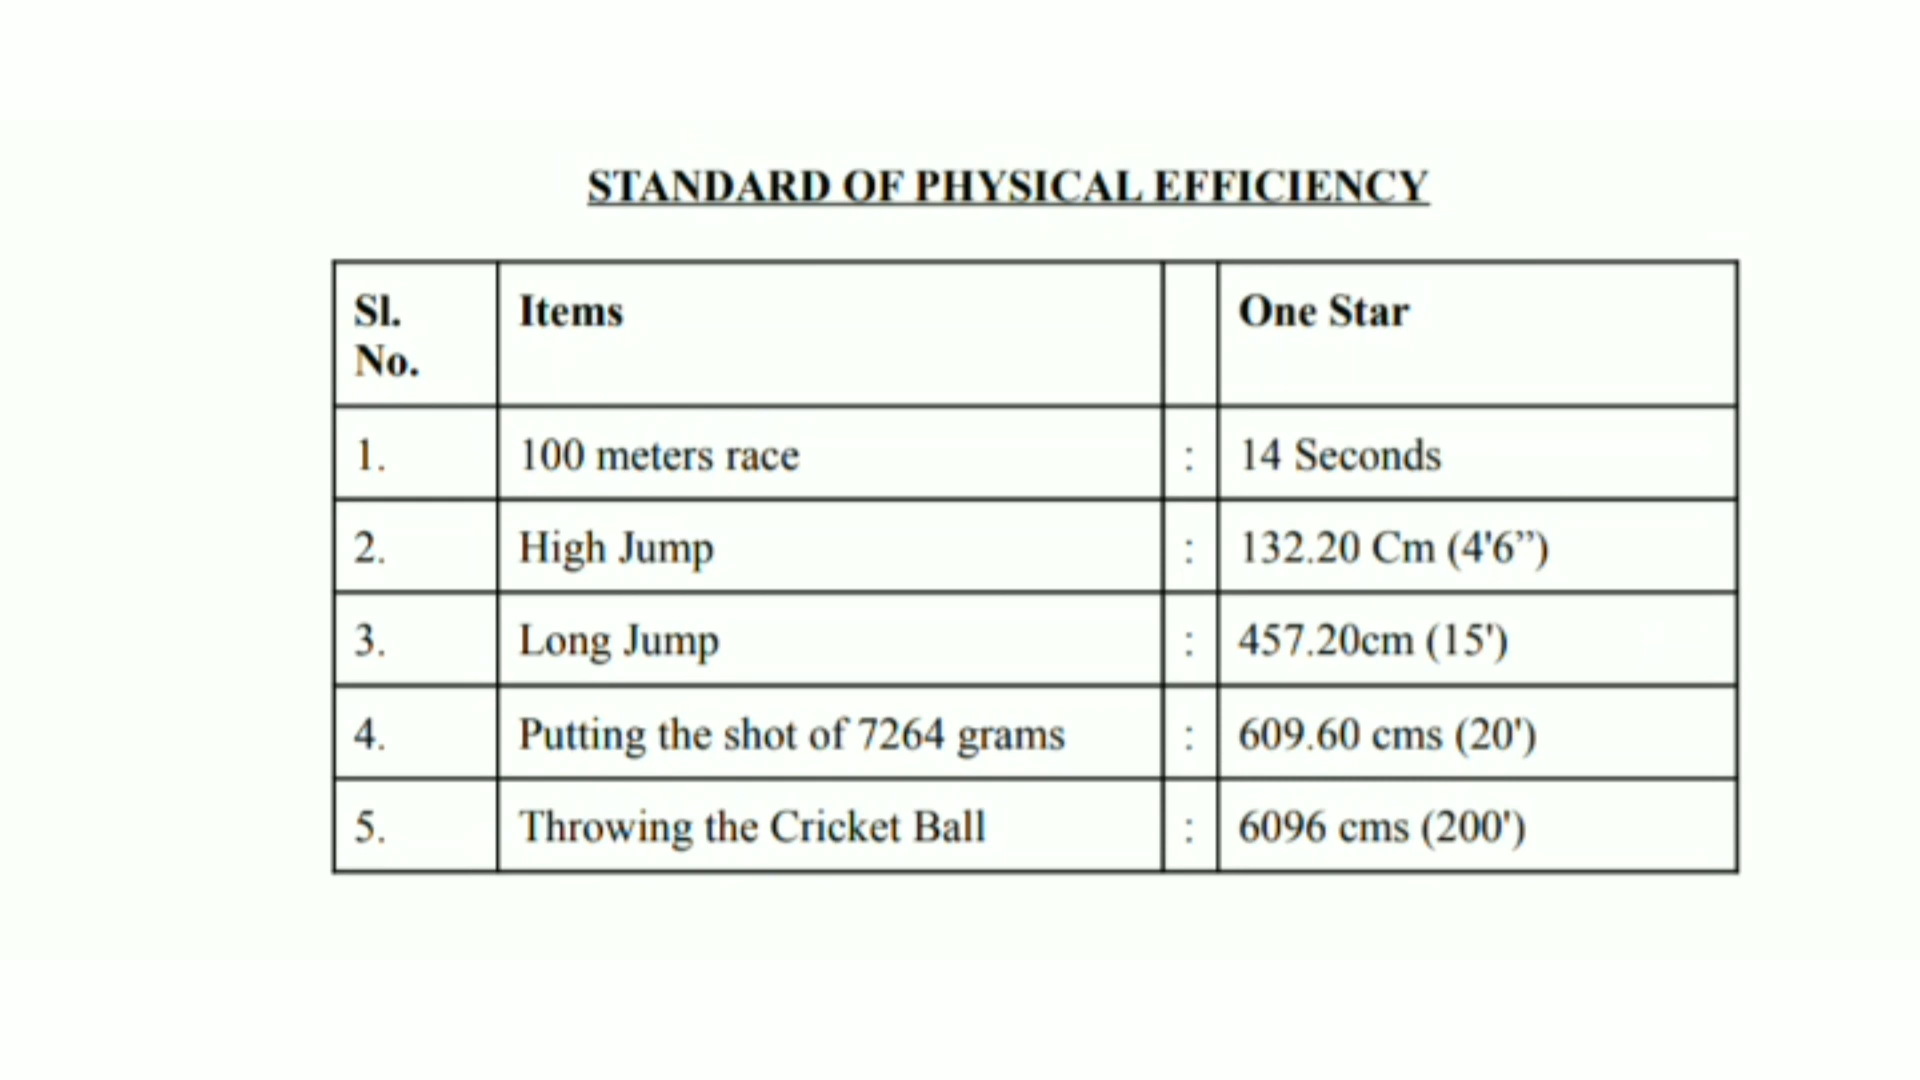 STANDARD OF PHYSICAL EFFICIENCY
Sl. No. Items One Star
1. 100 meters race : 14 Seconds
2. High Jump : 132.20 Cm (4'6”)
3. Long Jump : 457.20cm (15')
4. Putting the shot of 7264 grams : 609.60 cms (20')
5. Throwing the Cricket Ball : 6096 cms (200')